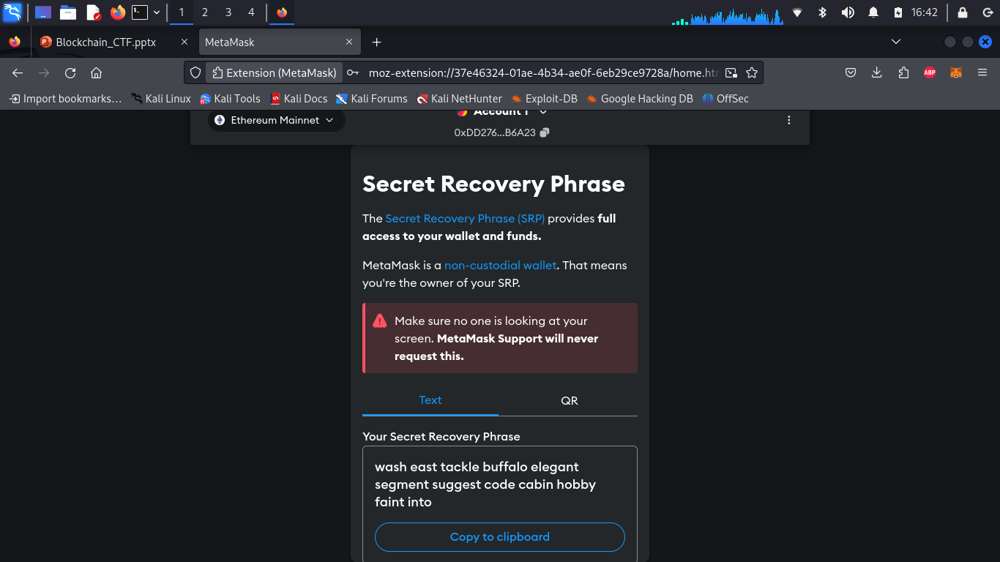 1 2 3 4 16:42
Blockchain_CTF.pptx MetaMask
Extension (MetaMask) moz-extension://37e46324-01ae-4b34-ae0f-6eb29ce9728a/home.htm
ABP
Import bookmarks… Kali Linux Kali Tools Kali Docs Kali Forums Kali NetHunter Exploit-DB Google Hacking DB OffSec
Ethereum Mainnet Account 1
0xDD276...B6A23
Secret Recovery Phrase
The Secret Recovery Phrase (SRP) provides full
access to your wallet and funds.
MetaMask is a non-custodial wallet. That means
you're the owner of your SRP.
Make sure no one is looking at your
screen. MetaMask Support will never
request this.
Text QR
Your Secret Recovery Phrase
wash east tackle buffalo elegant
segment suggest code cabin hobby
faint into
Copy to clipboard